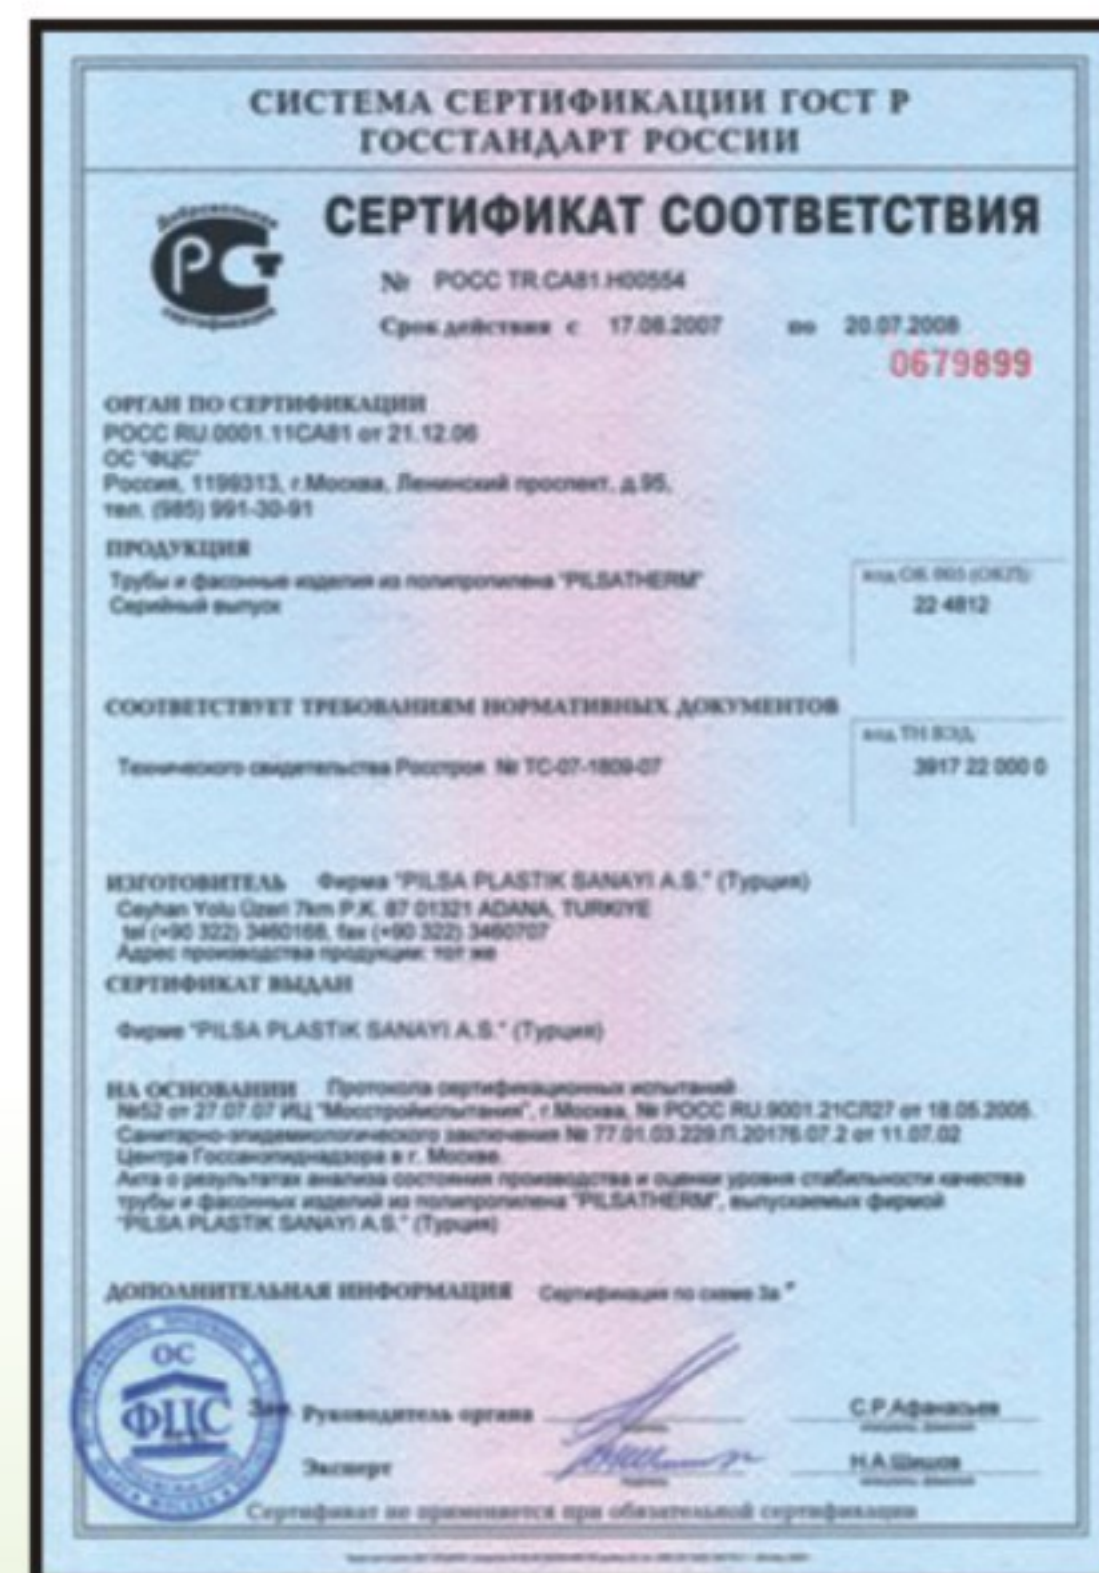 СИСТЕМА СЕРТИФИКАЦИИ ГОСТ Р
ГОССТАНДАРТ РОССИИ
Добровольная
сертификация
СЕРТИФИКАТ СООТВЕТСТВИЯ
№ РОСС TR.СА81.Н00554
Срок действия с 17.08.2007 по 20.07.2008
0679899
ОРГАН ПО СЕРТИФИКАЦИИ
РОСС RU.0001.11СА81 от 21.12.06
ОС "ФЦС"
Россия, 1199313, г.Москва, Ленинский проспект, д.95,
тел. (985) 991-30-91
ПРОДУКЦИЯ
Трубы и фасонные изделия из полипропилена "PILSATHERM"
Серийный выпуск
код ОК 005 (ОКП):
22 4812
СООТВЕТСТВУЕТ ТРЕБОВАНИЯМ НОРМАТИВНЫХ ДОКУМЕНТОВ
код ТН ВЭД:
Технического свидетельства Росстроя № ТС-07-1809-07
3917 22 000 0
ИЗГОТОВИТЕЛЬ Фирма "PILSA PLASTIK SANAYI A.S." (Турция)
Ceyhan Yolu Üzeri 7km P.K. 87 01321 ADANA, TURKIYE
tel (+90 322) 3460168, fax (+90 322) 3460707
Адрес производства продукции: тот же
СЕРТИФИКАТ ВЫДАН
Фирме "PILSA PLASTIK SANAYI A.S." (Турция)
НА ОСНОВАНИИ Протокола сертификационных испытаний
№52 от 27.07.07 ИЦ "Мосстройиспытания", г.Москва, № РОСС RU.9001.21СЛ27 от 18.05.2005.
Санитарно-эпидемиологического заключения № 77.01.03.229.П.20176.07.2 от 11.07.02
Центра Госсанэпиднадзора в г. Москве.
Акта о результатах анализа состояния производства и оценки уровня стабильности качества
трубы и фасонных изделий из полипропилена "PILSATHERM", выпускаемых фирмой
"PILSA PLASTIK SANAYI A.S." (Турция)
ДОПОЛНИТЕЛЬНАЯ ИНФОРМАЦИЯ Сертификация по схеме 3а
ОС
ФЦС
Зам. Руководитель органа
С.Р.Афанасьев
Эксперт
Н.А.Шишов
Сертификат не применяется при обязательной сертификации